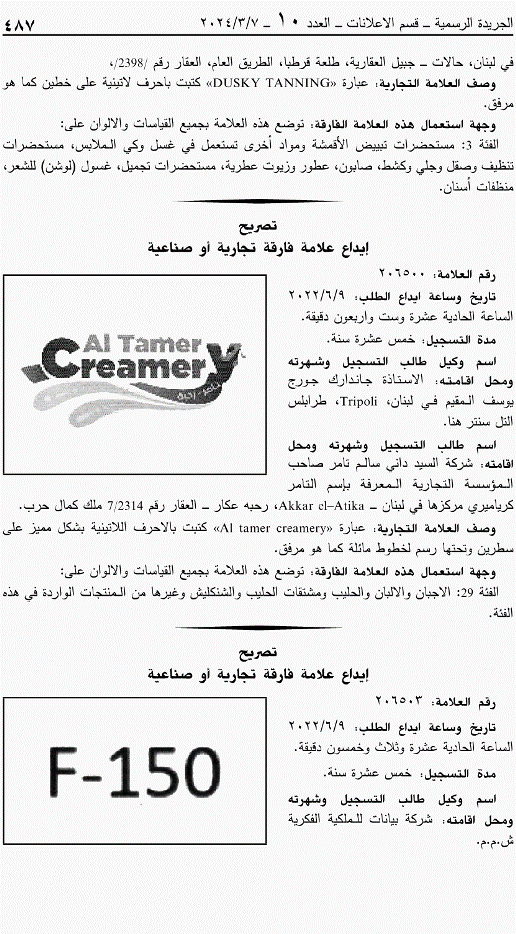 الجريدة الرسمية ـ قسم الاعلانات ـ العدد ١٠ ـ ٢٠٢٤/٣/٧
٤٨٧
في لبنان، حالات ـ جبيل العقارية، طلعة قرطبا، الطريق العام، العقار رقم /2398/،
وصف العلامة التجارية: عبارة «DUSKY TANNING» كتبت باحرف لاتينية على خطين كما هو
مرفق.
وجهة استعمال هذه العلامة الفارقة: توضع هذه العلامة بجميع القياسات والالوان على:
الفئة 3: مستحضرات تبييض الأقمشة ومواد أخرى تستعمل في غسل وكي الملابس، مستحضرات
تنظيف وصقل وجلي وكشط، صابون، عطور وزيوت عطرية، مستحضرات تجميل، غسول (لوشن) للشعر،
منظفات أسنان.
تصريح
إيداع علامة فارقة تجارية أو صناعية
رقم العلامة: ٢٠٦٥٠٠
تاريخ وساعة ايداع الطلب: ٢٠٢٢/٦/٩
الساعة الحادية عشرة وست واربعون دقيقة.
مدة التسجيل: خمس عشرة سنة.
اسم وكيل طالب التسجيل وشهرته
ومحل اقامته: الاستاذة جاندارك جورج
يوسف المقيم في لبنان، Tripoli، طرابلس
التل سنتر هنا.
اسم طالب التسجيل وشهرته ومحل
اقامته: شركة السيد داني سالم تامر صاحب
المؤسسة التجارية المعرفة بإسم التامر
كرياميري مركزها في لبنان ـ Akkar el–Atika، رحبه عكار ـ العقار رقم 7/2314 ملك كمال حرب.
Al Tamer
Creamery
وصف العلامة التجارية: عبارة «Al tamer creamery» كتبت بالاحرف اللاتينية بشكل مميز على
سطرين وتحتها رسم لخطوط مائلة كما هو مرفق.
وجهة استعمال هذه العلامة الفارقة: توضع هذه العلامة بجميع القياسات والالوان على:
الفئة 29: الاجبان والالبان والحليب ومشتقات الحليب والشنكليش وغيرها من المنتجات الواردة في هذه
الفئة.
تصريح
إيداع علامة فارقة تجارية أو صناعية
رقم العلامة: ٢٠٦٥٠٣
تاريخ وساعة ايداع الطلب: ٢٠٢٢/٦/٩
الساعة الحادية عشرة وثلاث وخمسون دقيقة.
مدة التسجيل: خمس عشرة سنة.
اسم وكيل طالب التسجيل وشهرته
ومحل اقامته: شركة بيانات للملكية الفكرية
ش.م.م.
F-150